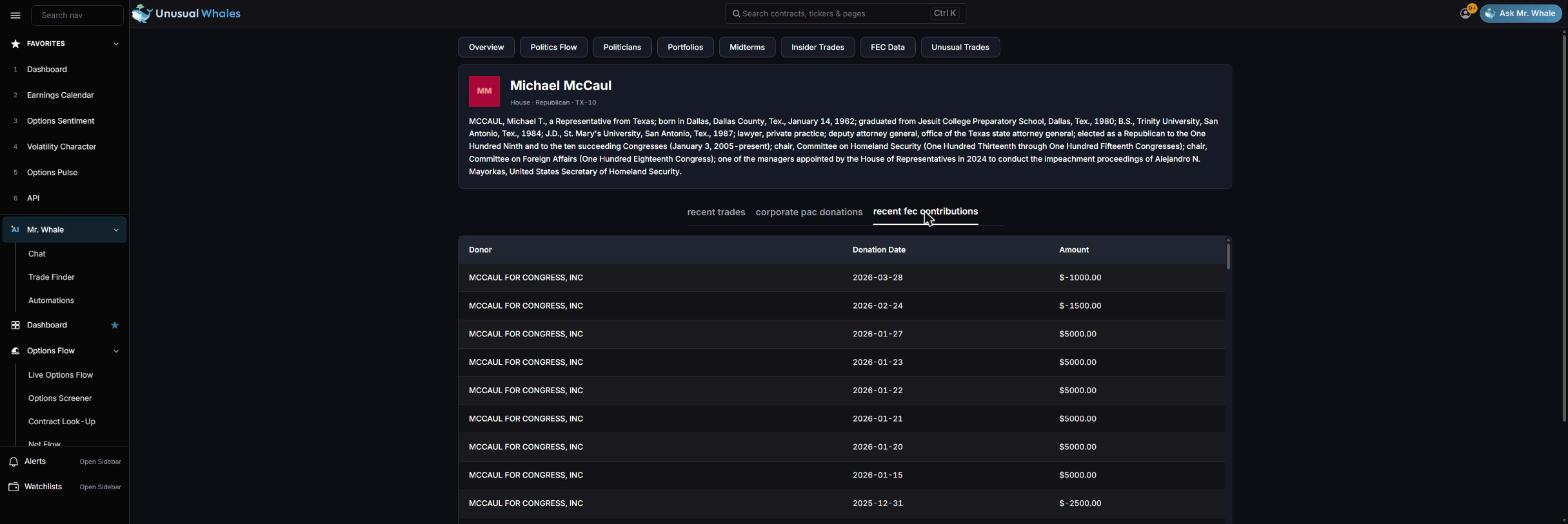 Search nav
Unusual Whales
Search contracts, tickers & pages
Ctrl K
9+
Ask Mr. Whale
FAVORITES
1 Dashboard
2 Earnings Calendar
3 Options Sentiment
4 Volatility Character
5 Options Pulse
6 API
AI Mr. Whale
Chat
Trade Finder
Automations
Dashboard
Options Flow
Live Options Flow
Options Screener
Contract Look-Up
Net Flow
Alerts Open Sidebar
Watchlists Open Sidebar
Overview Politics Flow Politicians Portfolios Midterms Insider Trades FEC Data Unusual Trades
MM
Michael McCaul
House · Republican · TX-10
MCCAUL, Michael T., a Representative from Texas; born in Dallas, Dallas County, Tex., January 14, 1962; graduated from Jesuit College Preparatory School, Dallas, Tex., 1980; B.S., Trinity University, San
Antonio, Tex., 1984; J.D., St. Mary's University, San Antonio, Tex., 1987; lawyer, private practice; deputy attorney general, office of the Texas state attorney general; elected as a Republican to the One
Hundred Ninth and to the ten succeeding Congresses (January 3, 2005-present); chair, Committee on Homeland Security (One Hundred Thirteenth through One Hundred Fifteenth Congresses); chair,
Committee on Foreign Affairs (One Hundred Eighteenth Congress); one of the managers appointed by the House of Representatives in 2024 to conduct the impeachment proceedings of Alejandro N.
Mayorkas, United States Secretary of Homeland Security.
recent trades corporate pac donations recent fec contributions
Donor Donation Date Amount
MCCAUL FOR CONGRESS, INC 2026-03-28 $-1000.00
MCCAUL FOR CONGRESS, INC 2026-02-24 $-1500.00
MCCAUL FOR CONGRESS, INC 2026-01-27 $5000.00
MCCAUL FOR CONGRESS, INC 2026-01-23 $5000.00
MCCAUL FOR CONGRESS, INC 2026-01-22 $5000.00
MCCAUL FOR CONGRESS, INC 2026-01-21 $5000.00
MCCAUL FOR CONGRESS, INC 2026-01-20 $5000.00
MCCAUL FOR CONGRESS, INC 2026-01-15 $5000.00
MCCAUL FOR CONGRESS, INC 2025-12-31 $-2500.00